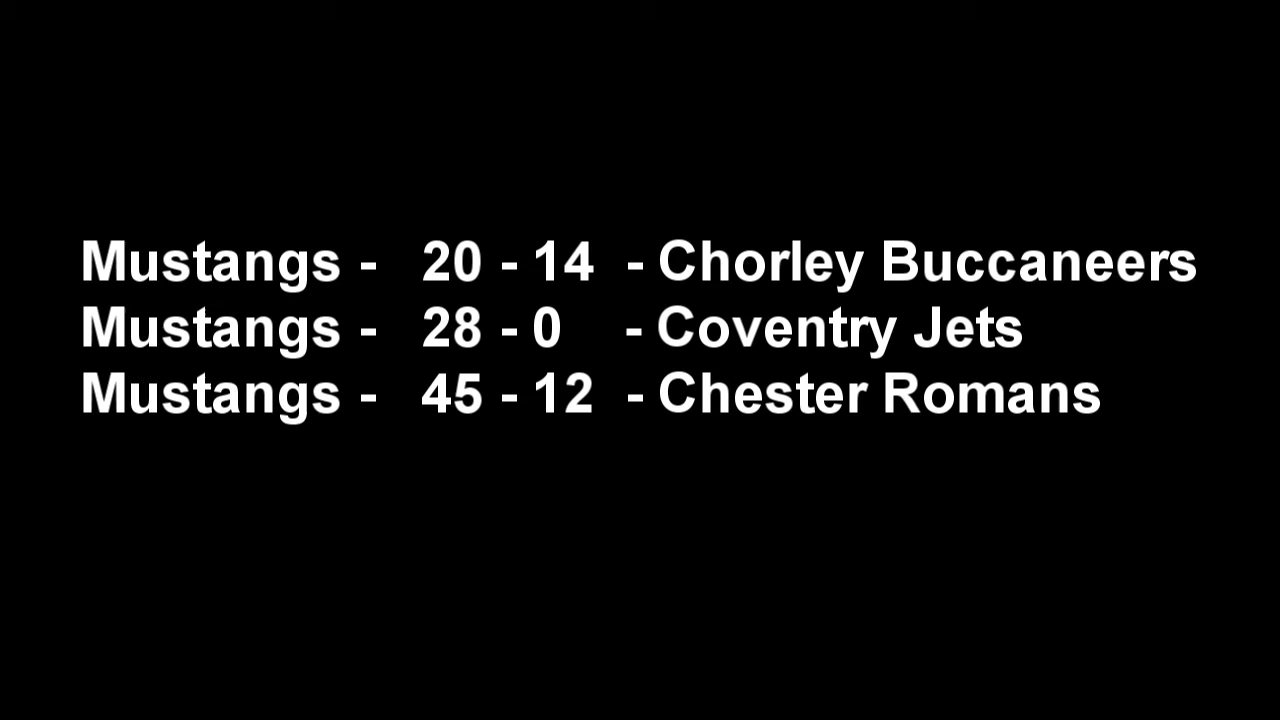 Mustangs - 20 - 14 - Chorley Buccaneers
Mustangs - 28 - 0 - Coventry Jets
Mustangs - 45 - 12 - Chester Romans